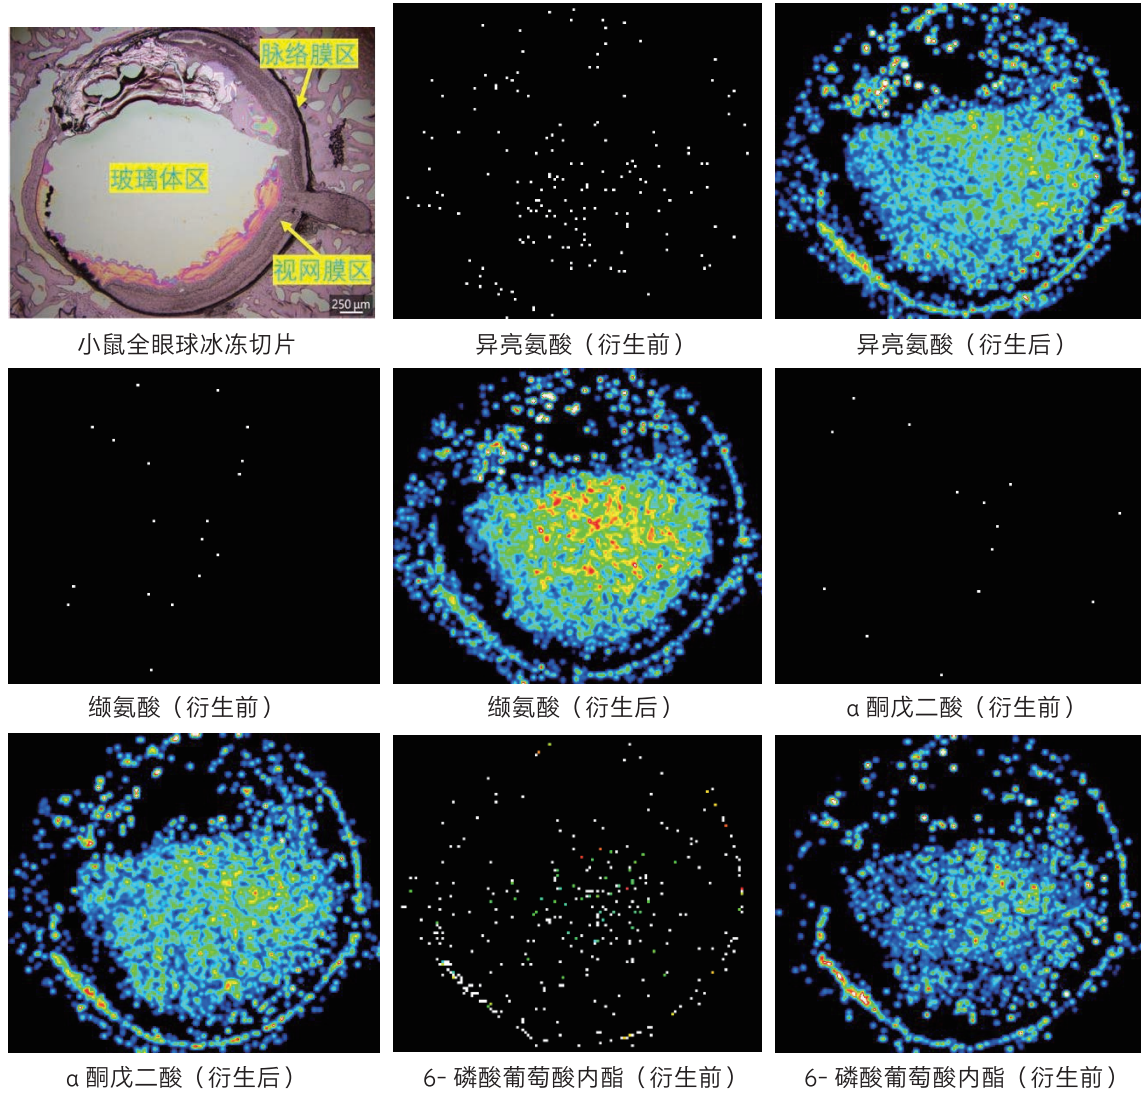 脉络膜区
玻璃体区
视网膜区
250 μm
小鼠全眼球冰冻切片
异亮氨酸（衍生前）
异亮氨酸（衍生后）
缬氨酸（衍生前）
缬氨酸（衍生后）
α 酮戊二酸（衍生前）
α 酮戊二酸（衍生后）
6- 磷酸葡萄酸内酯（衍生前）
6- 磷酸葡萄酸内酯（衍生前）